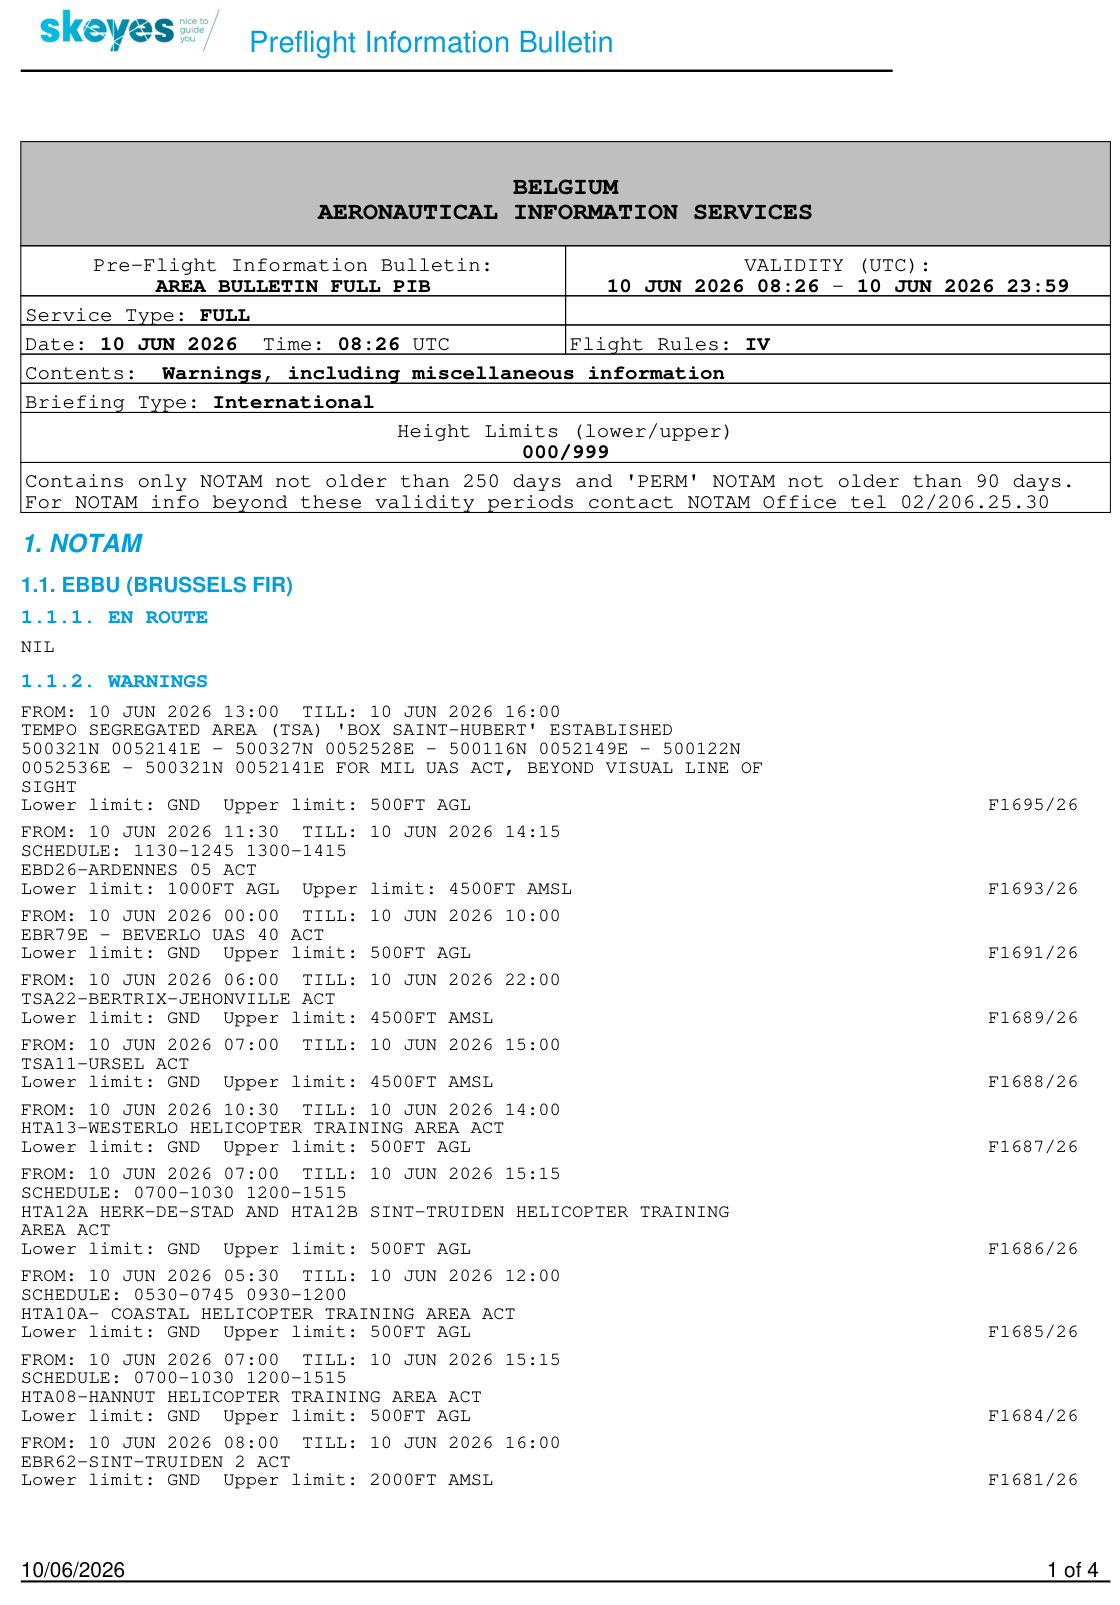 skeyes nice to guide you
Preflight Information Bulletin
BELGIUM
AERONAUTICAL INFORMATION SERVICES
Pre-Flight Information Bulletin:
AREA BULLETIN FULL PIB
VALIDITY (UTC):
10 JUN 2026 08:26 - 10 JUN 2026 23:59
Service Type: FULL
Date: 10 JUN 2026  Time: 08:26 UTC
Flight Rules: IV
Contents:  Warnings, including miscellaneous information
Briefing Type: International
Height Limits (lower/upper)
000/999
Contains only NOTAM not older than 250 days and 'PERM' NOTAM not older than 90 days.
For NOTAM info beyond these validity periods contact NOTAM Office tel 02/206.25.30
1. NOTAM
1.1. EBBU (BRUSSELS FIR)
1.1.1. EN ROUTE
NIL
1.1.2. WARNINGS
FROM: 10 JUN 2026 13:00  TILL: 10 JUN 2026 16:00
TEMPO SEGREGATED AREA (TSA) 'BOX SAINT-HUBERT' ESTABLISHED
500321N 0052141E - 500327N 0052528E - 500116N 0052149E - 500122N
0052536E - 500321N 0052141E FOR MIL UAS ACT, BEYOND VISUAL LINE OF
SIGHT
Lower limit: GND  Upper limit: 500FT AGL F1695/26
FROM: 10 JUN 2026 11:30  TILL: 10 JUN 2026 14:15
SCHEDULE: 1130-1245 1300-1415
EBD26-ARDENNES 05 ACT
Lower limit: 1000FT AGL  Upper limit: 4500FT AMSL F1693/26
FROM: 10 JUN 2026 00:00  TILL: 10 JUN 2026 10:00
EBR79E - BEVERLO UAS 40 ACT
Lower limit: GND  Upper limit: 500FT AGL F1691/26
FROM: 10 JUN 2026 06:00  TILL: 10 JUN 2026 22:00
TSA22-BERTRIX-JEHONVILLE ACT
Lower limit: GND  Upper limit: 4500FT AMSL F1689/26
FROM: 10 JUN 2026 07:00  TILL: 10 JUN 2026 15:00
TSA11-URSEL ACT
Lower limit: GND  Upper limit: 4500FT AMSL F1688/26
FROM: 10 JUN 2026 10:30  TILL: 10 JUN 2026 14:00
HTA13-WESTERLO HELICOPTER TRAINING AREA ACT
Lower limit: GND  Upper limit: 500FT AGL F1687/26
FROM: 10 JUN 2026 07:00  TILL: 10 JUN 2026 15:15
SCHEDULE: 0700-1030 1200-1515
HTA12A HERK-DE-STAD AND HTA12B SINT-TRUIDEN HELICOPTER TRAINING
AREA ACT
Lower limit: GND  Upper limit: 500FT AGL F1686/26
FROM: 10 JUN 2026 05:30  TILL: 10 JUN 2026 12:00
SCHEDULE: 0530-0745 0930-1200
HTA10A- COASTAL HELICOPTER TRAINING AREA ACT
Lower limit: GND  Upper limit: 500FT AGL F1685/26
FROM: 10 JUN 2026 07:00  TILL: 10 JUN 2026 15:15
SCHEDULE: 0700-1030 1200-1515
HTA08-HANNUT HELICOPTER TRAINING AREA ACT
Lower limit: GND  Upper limit: 500FT AGL F1684/26
FROM: 10 JUN 2026 08:00  TILL: 10 JUN 2026 16:00
EBR62-SINT-TRUIDEN 2 ACT
Lower limit: GND  Upper limit: 2000FT AMSL F1681/26
10/06/2026 1 of 4